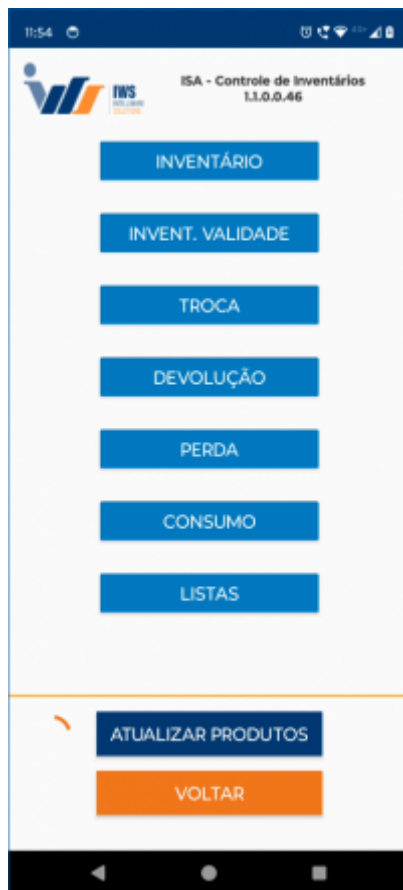 11:54
ISA - Controle de Inventários
1.1.0.0.46
IWS
INVENTÁRIO
INVENT. VALIDADE
TROCA
DEVOLUÇÃO
PERDA
CONSUMO
LISTAS
ATUALIZAR PRODUTOS
VOLTAR